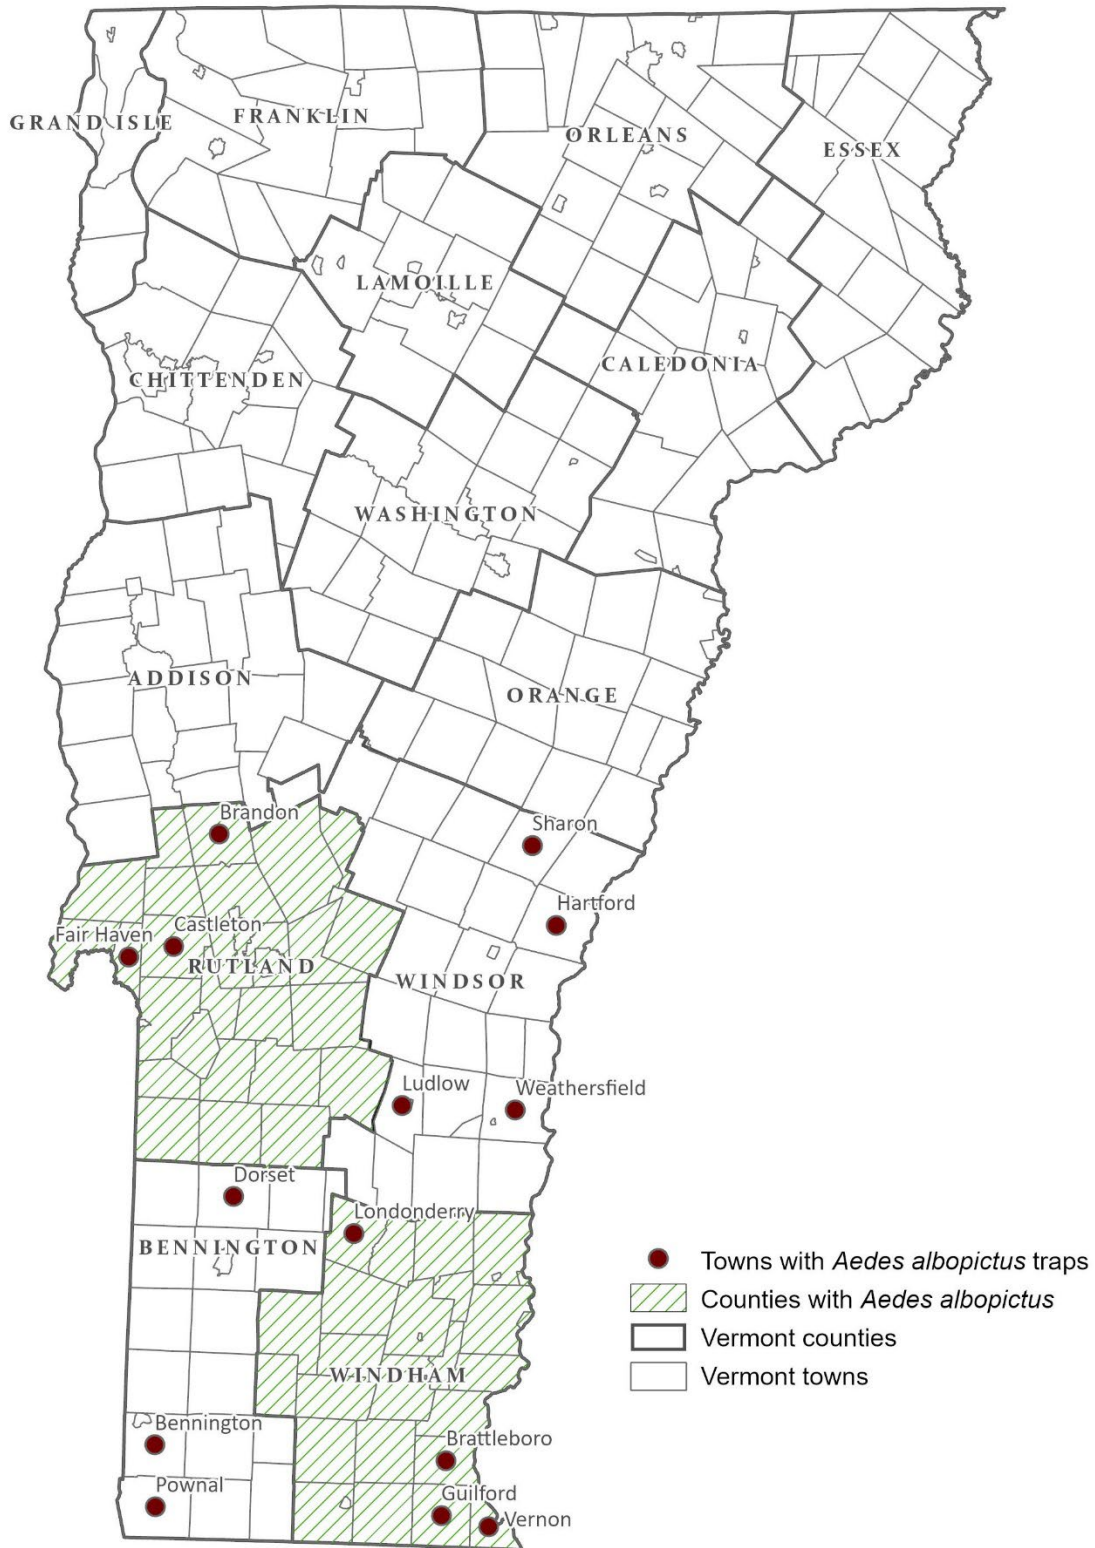 GRAND ISLE
FRANKLIN
ORLEANS
ESSEX
LAMOILLE
CALEDONIA
CHITTENDEN
WASHINGTON
ADDISON
ORANGE
Brandon
Sharon
Hartford
Fair Haven
Castleton
RUTLAND
WINDSOR
Ludlow
Weathersfield
Dorset
Londonderry
BENNINGTON
WINDHAM
Bennington
Brattleboro
Pownal
Guilford
Vernon
Towns with Aedes albopictus traps
Counties with Aedes albopictus
Vermont counties
Vermont towns